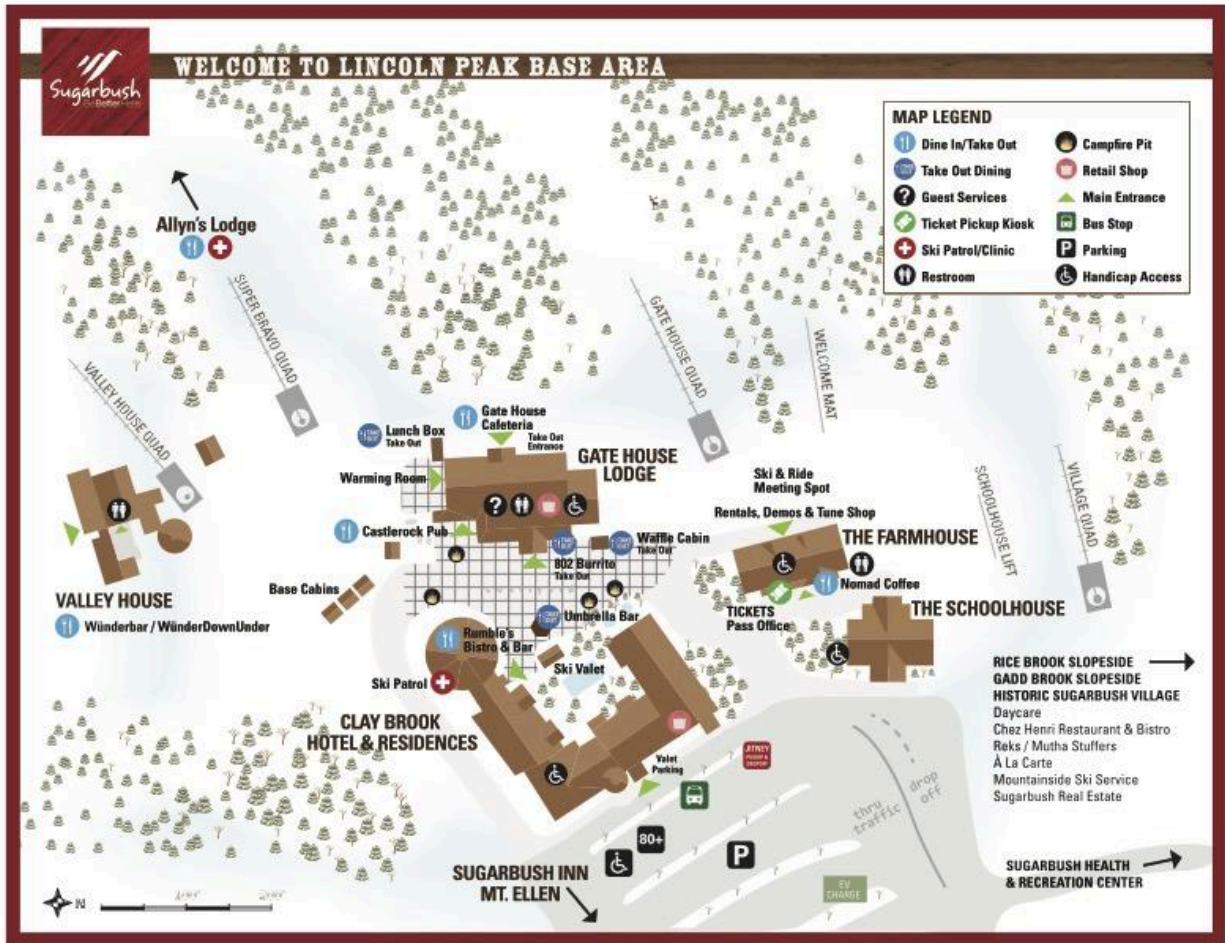 Sugarbush
WELCOME TO LINCOLN PEAK BASE AREA
MAP LEGEND
Dine In/Take Out
Take Out Dining
Guest Services
Ticket Pickup Kiosk
Ski Patrol/Clinic
Restroom
Campfire Pit
Retail Shop
Main Entrance
Bus Stop
Parking
Handicap Access
Allyn's Lodge
SUPER BRAVO QUAD
VALLEY HOUSE QUAD
GATE HOUSE QUAD
WELCOME MAT
SCHOOLHOUSE LIFT
VILLAGE QUAD
Lunch Box
Take Out
Gate House
Cafeteria
Take Out
Entrance
GATE HOUSE
LODGE
Warming Room
Castlerock Pub
802 Burrito
Take Out
Waffle Cabin
Take Out
Ski & Ride
Meeting Spot
Rentals, Demos & Tune Shop
THE FARMHOUSE
Nomad Coffee
TICKETS
Pass Office
THE SCHOOLHOUSE
VALLEY HOUSE
Wünderbar / WünderDownUnder
Base Cabins
Umbrella Bar
Rumble's
Bistro & Bar
Ski Valet
Ski Patrol
CLAY BROOK
HOTEL & RESIDENCES
Valet
Parking
JITNEY
80+
P
thru
traffic
drop
off
EV
CHARGE
RICE BROOK SLOPESIDE
GADD BROOK SLOPESIDE
HISTORIC SUGARBUSH VILLAGE
Daycare
Chez Henri Restaurant & Bistro
Reks / Mutha Stuffers
À La Carte
Mountainside Ski Service
Sugarbush Real Estate
SUGARBUSH HEALTH
& RECREATION CENTER
SUGARBUSH INN
MT. ELLEN
N